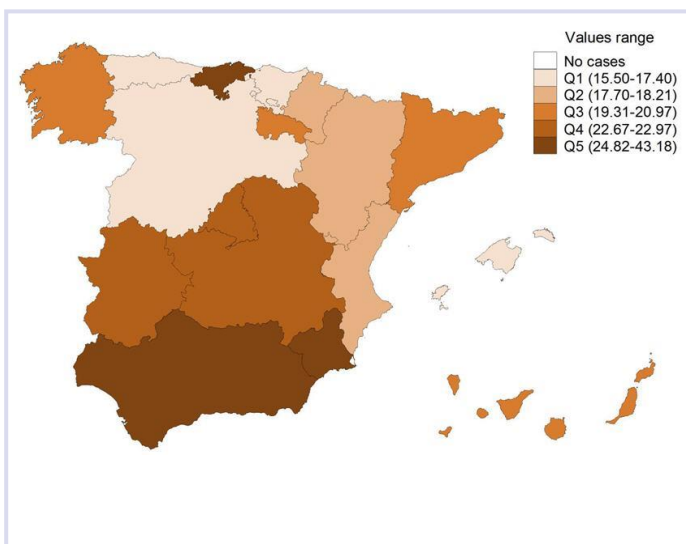 Values range
No cases
Q1 (15.50-17.40)
Q2 (17.70-18.21)
Q3 (19.31-20.97)
Q4 (22.67-22.97)
Q5 (24.82-43.18)